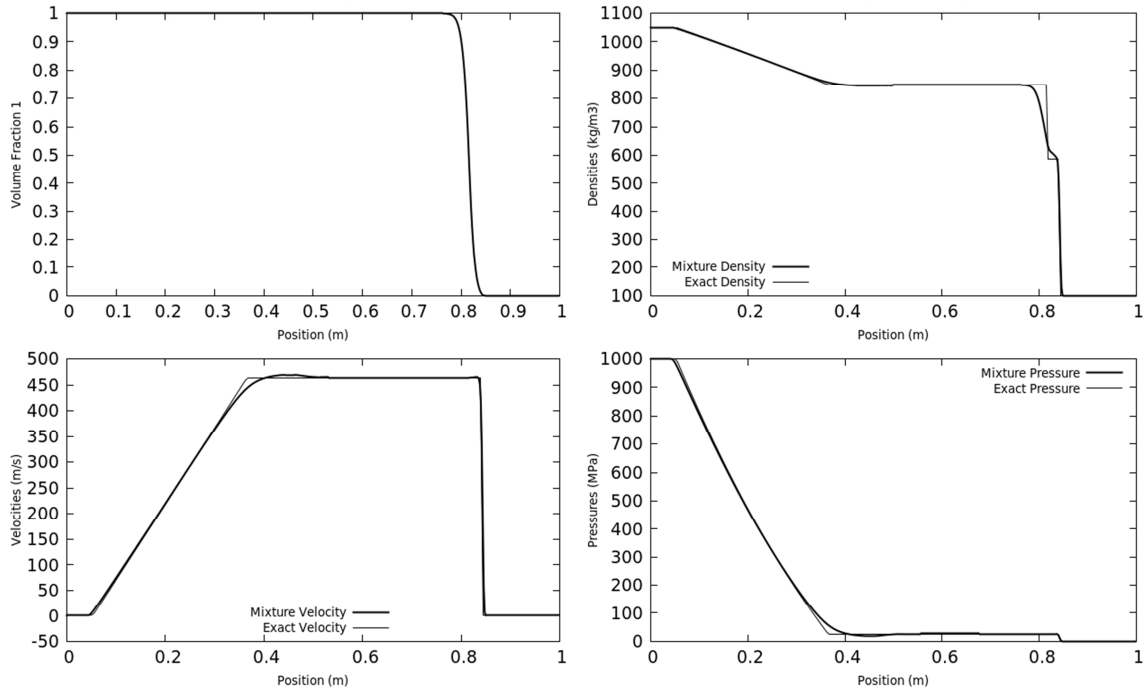 1
0.9
0.8
0.7
0.6
0.5
0.4
0.3
0.2
0.1
0
Volume Fraction 1
0 0.1 0.2 0.3 0.4 0.5 0.6 0.7 0.8 0.9 1
Position (m)
1100
1000
900
800
700
600
500
400
300
200
100
Densities (kg/m3)
Mixture Density
Exact Density
0 0.2 0.4 0.6 0.8 1
Position (m)
500
450
400
350
300
250
200
150
100
50
0
-50
Velocities (m/s)
Mixture Velocity
Exact Velocity
0 0.2 0.4 0.6 0.8 1
Position (m)
1000
900
800
700
600
500
400
300
200
100
0
Pressures (MPa)
Mixture Pressure
Exact Pressure
0 0.2 0.4 0.6 0.8 1
Position (m)